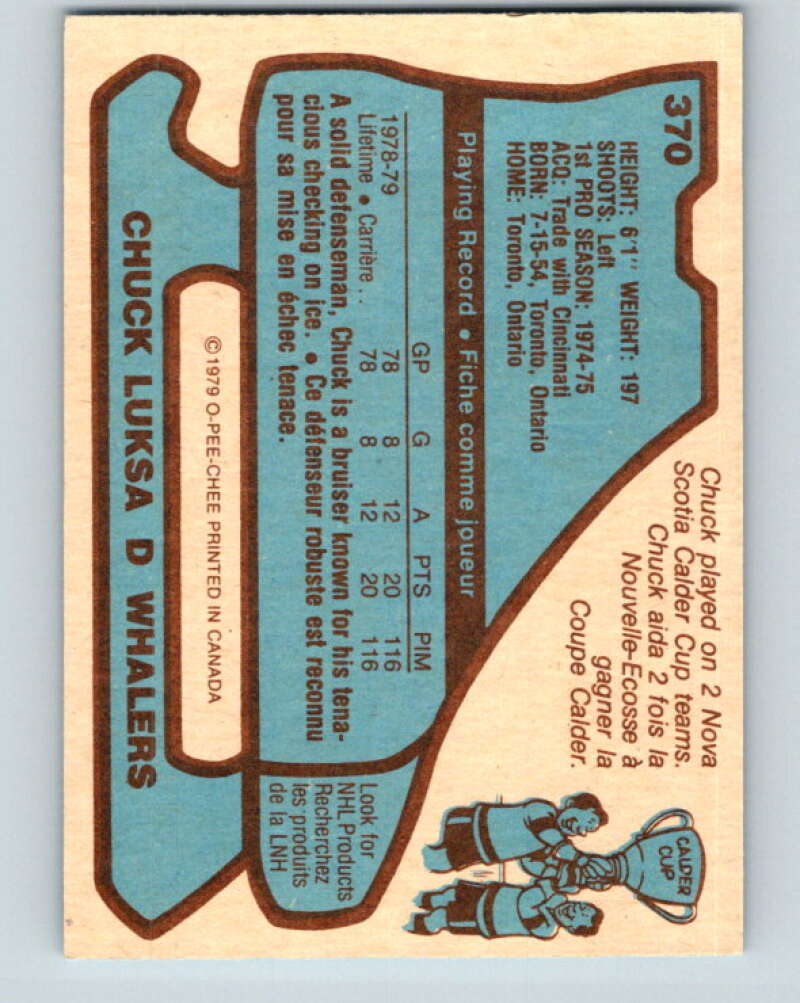 370
HEIGHT: 6'1" WEIGHT: 197
SHOOTS: Left
1st PRO SEASON: 1974-75
ACQ: Trade with Cincinnati
BORN: 7-15-54, Toronto, Ontario
HOME: Toronto, Ontario
Chuck played on 2 Nova
Scotia Calder Cup teams.
Chuck aida 2 fois la
Nouvelle-Ecosse à
gagner la
Coupe Calder.
CALDER
CUP
Playing Record • Fiche comme joueur
GP G A PTS PIM
1978-79 78 8 12 20 116
Lifetime • Carrière .. 78 8 12 20 116
A solid defenseman, Chuck is a bruiser known for his tena-
cious checking on ice. • Ce défenseur robuste est reconnu
pour sa mise en échec tenace.
Look for
NHL Products
Recherchez
les produits
de la LNH
©1979 O-PEE-CHEE PRINTED IN CANADA
CHUCK LUKSA D WHALERS